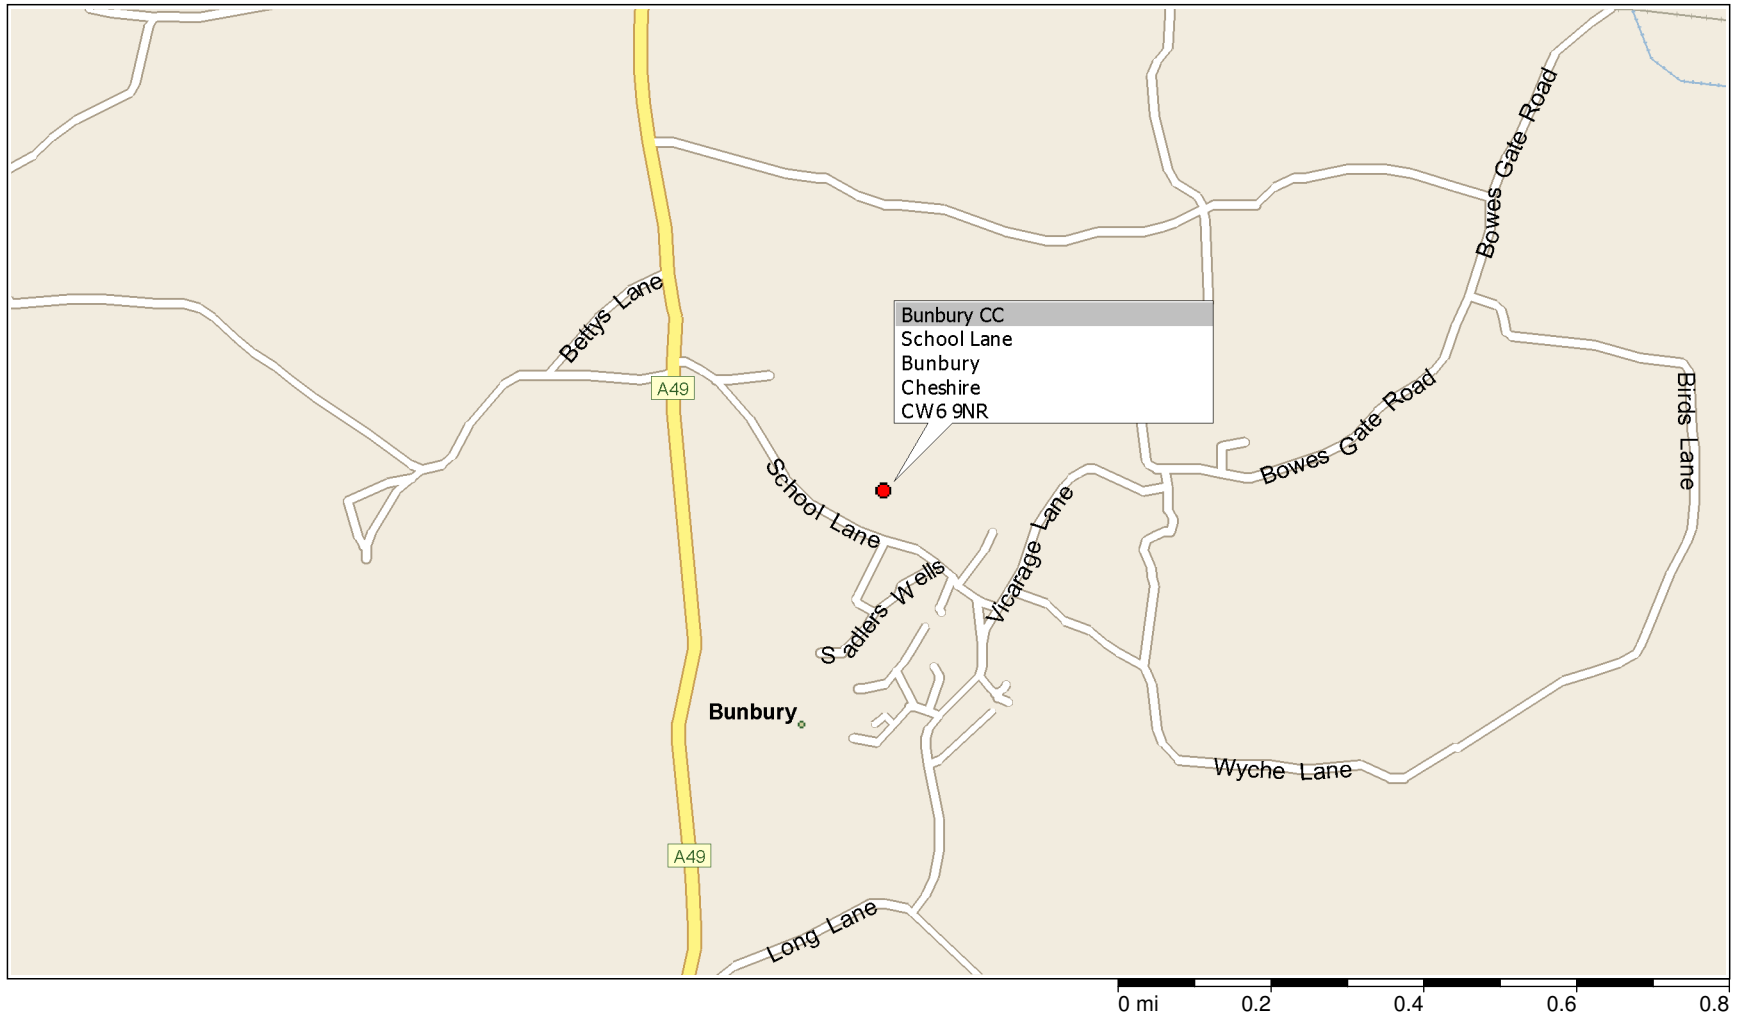 Bowes Gate Road
Bettys Lane
Bunbury CC
School Lane
Bunbury
Cheshire
CW6 9NR
A49
Birds Lane
Bowes Gate Road
School Lane
Vicarage Lane
Sadlers Wells
Bunbury
Wyche Lane
A49
Long Lane
0 mi 0.2 0.4 0.6 0.8